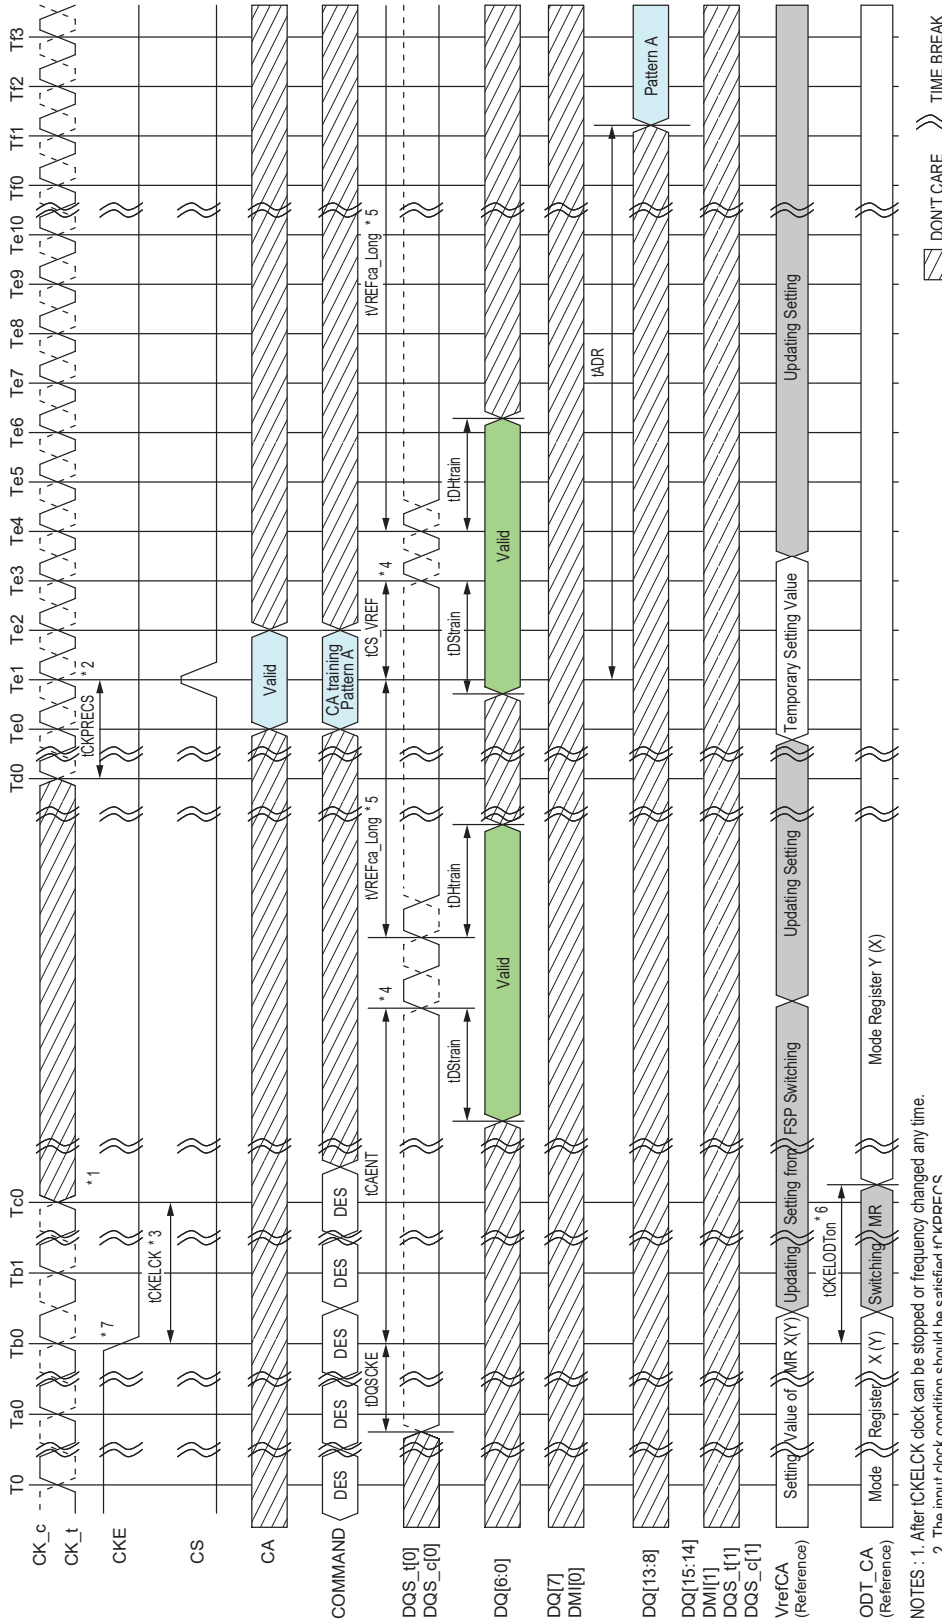 T0 Ta0 Tb0 Tb1 Tc0 Td0 Te0 Te1 Te2 Te3 Te4 Te5 Te6 Te7 Te8 Te9 Te10 Tf0 Tf1 Tf2 Tf3
CK_c
CK_t
tCKELCK * 3
* 1
tCKPRECS
* 2
CKE
* 7
CS
CA
Valid
COMMAND
DES DES DES DES DES
CA training
Pattern A
tDQSCKE
tCAENT
* 4
tVREFca_Long * 5
tCS_VREF
* 4
tVREFca_Long * 5
DQS_t[0]
DQS_c[0]
tDStrain
tDHtrain
tDStrain
tDHtrain
DQ[6:0]
Valid
Valid
DQ[7]
DMI[0]
tADR
DQ[13:8]
Pattern A
DQ[15:14]
DMI[1]
DQS_t[1]
DQS_c[1]
VrefCA
(Reference)
Setting Value of MR X(Y)
Updating Setting from FSP Switching
Updating Setting
Temporary Setting Value
Updating Setting
tCKELODTon * 6
ODT_CA
(Reference)
Mode Register X (Y)
Switching MR
Mode Register Y (X)
DON'T CARE
TIME BREAK
NOTES : 1. After tCKELCK clock can be stopped or frequency changed any time.
2. The input clock condition should be satisfied tCKPRECS.